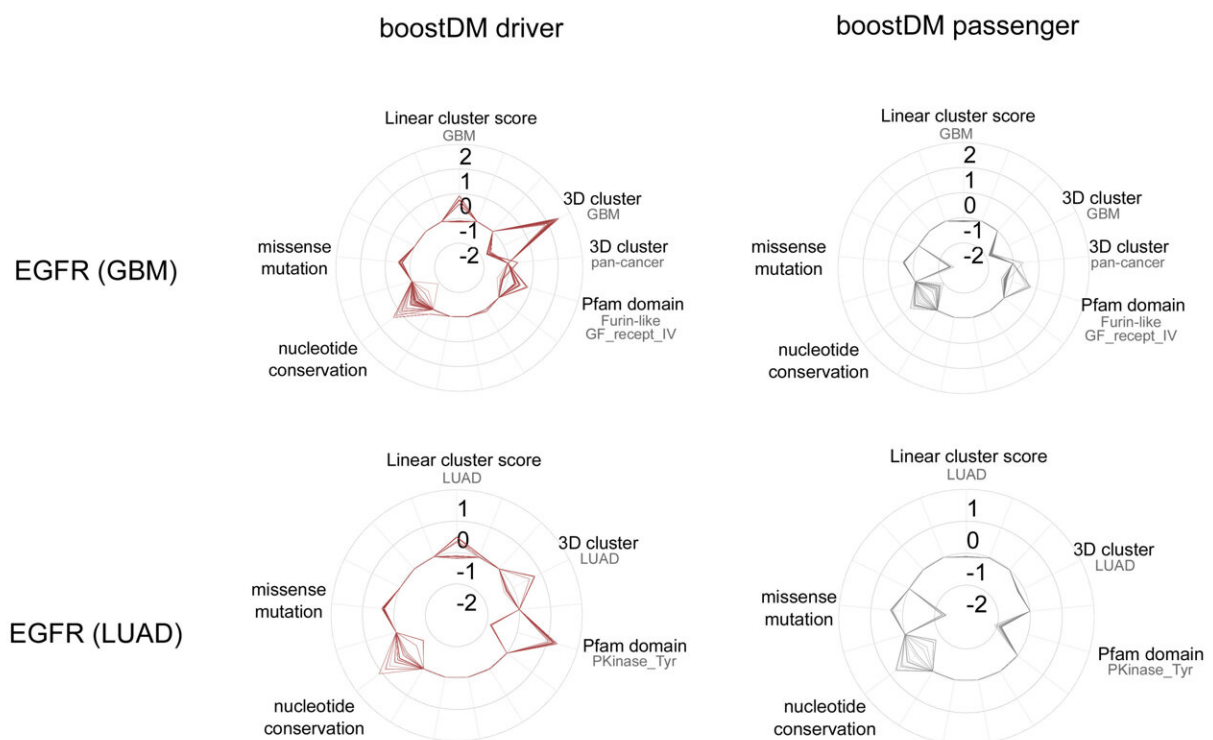 boostDM driver
boostDM passenger
EGFR (GBM)
Linear cluster score
GBM
2
1
0
-1
-2
3D cluster
GBM
3D cluster
pan-cancer
Pfam domain
Furin-like
GF_recept_IV
missense
mutation
nucleotide
conservation
Linear cluster score
GBM
2
1
0
-1
-2
3D cluster
GBM
3D cluster
pan-cancer
Pfam domain
Furin-like
GF_recept_IV
missense
mutation
nucleotide
conservation
EGFR (LUAD)
Linear cluster score
LUAD
1
0
-1
-2
3D cluster
LUAD
Pfam domain
PKinase_Tyr
missense
mutation
nucleotide
conservation
Linear cluster score
LUAD
1
0
-1
-2
3D cluster
LUAD
Pfam domain
PKinase_Tyr
missense
mutation
nucleotide
conservation